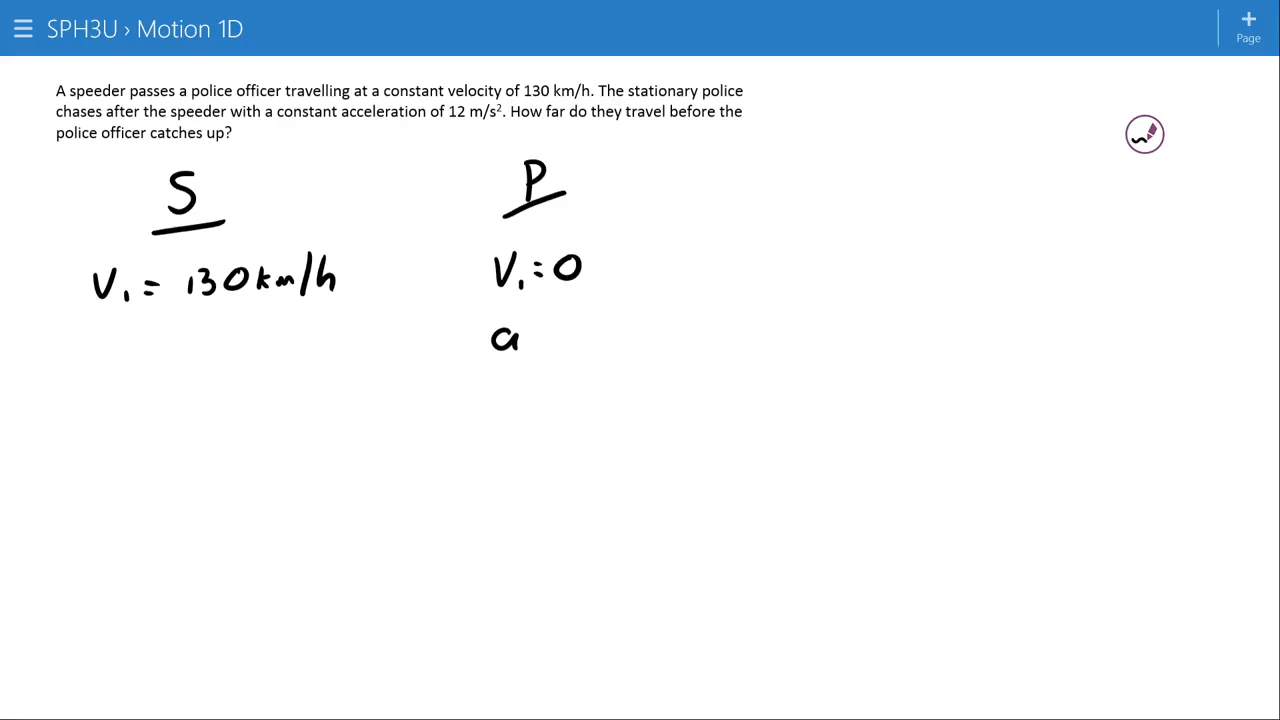 SPH3U › Motion 1D
Page
A speeder passes a police officer travelling at a constant velocity of 130 km/h. The stationary police
chases after the speeder with a constant acceleration of 12 m/s². How far do they travel before the
police officer catches up?
S
P
V₁ = 130 km/h
V₁ = 0
a